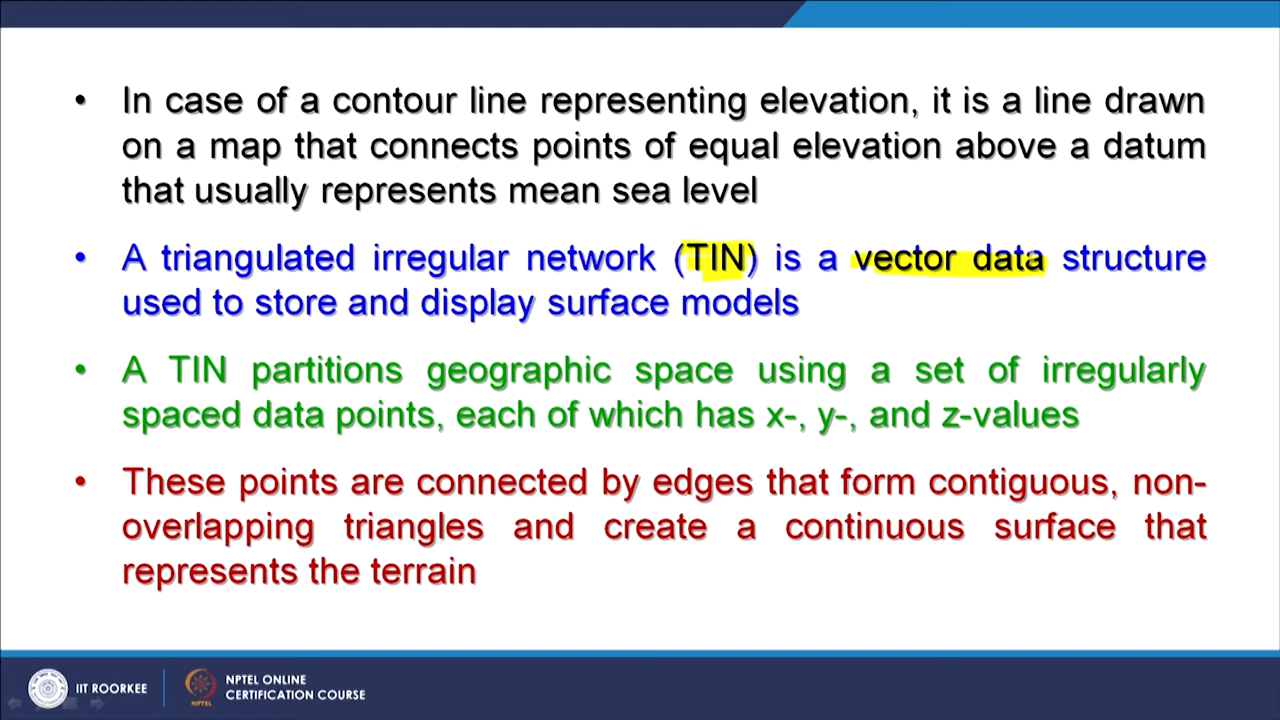 • In case of a contour line representing elevation, it is a line drawn
on a map that connects points of equal elevation above a datum
that usually represents mean sea level
• A triangulated irregular network (TIN) is a vector data structure
used to store and display surface models
• A TIN partitions geographic space using a set of irregularly
spaced data points, each of which has x-, y-, and z-values
• These points are connected by edges that form contiguous, non-
overlapping triangles and create a continuous surface that
represents the terrain
IIT ROORKEE
NPTEL
NPTEL ONLINE
CERTIFICATION COURSE